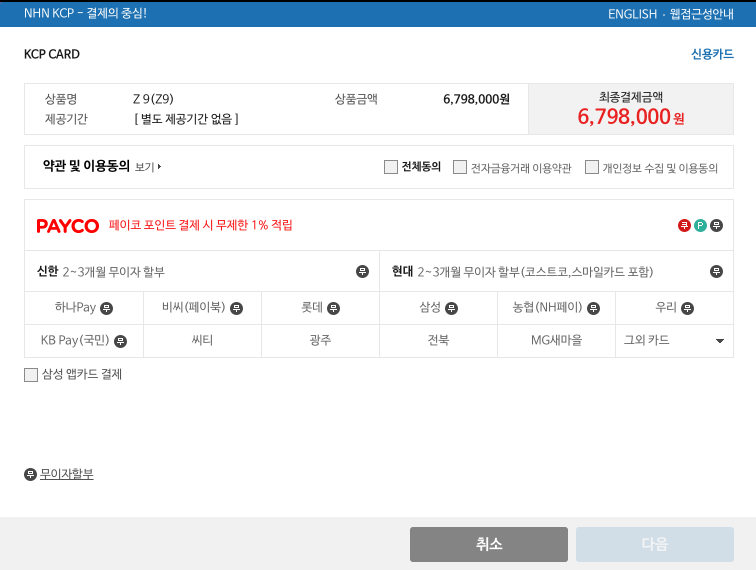 NHN KCP - 결제의 중심!
ENGLISH · 웹접근성안내
KCP CARD
신용카드
상품명 Z 9(Z9) 상품금액 6,798,000원
제공기간 [ 별도 제공기간 없음 ]
최종결제금액
6,798,000 원
약관 및 이용동의 보기
전체동의 전자금융거래 이용약관 개인정보 수집 및 이용동의
PAYCO 페이코 포인트 결제 시 무제한 1% 적립 쿠 P 무
신한 2~3개월 무이자 할부 무
현대 2~3개월 무이자 할부(코스트코,스마일카드 포함) 무
하나Pay 무 비씨(페이북) 무 롯데 무 삼성 무 농협(NH페이) 무 우리 무
KB Pay(국민) 무 씨티 광주 전북 MG새마을 그외 카드
삼성 앱카드 결제
무 무이자할부
취소 다음